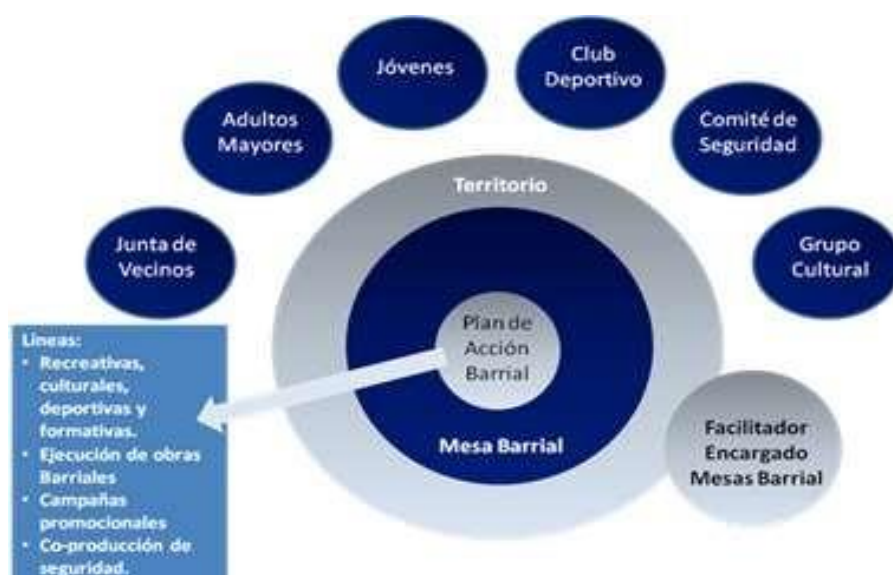 Jóvenes
Club
Deportivo
Adultos
Mayores
Comité de
Seguridad
Territorio
Junta de
Vecinos
Grupo
Cultural
Plan de
Acción
Barrial
Mesa Barrial
Líneas:
• Recreativas,
culturales,
deportivas y
formativas.
• Ejecución de obras
Barriales
• Campañas
promocionales
• Co-producción de
seguridad.
Facilitador
Encargado
Mesas Barrial